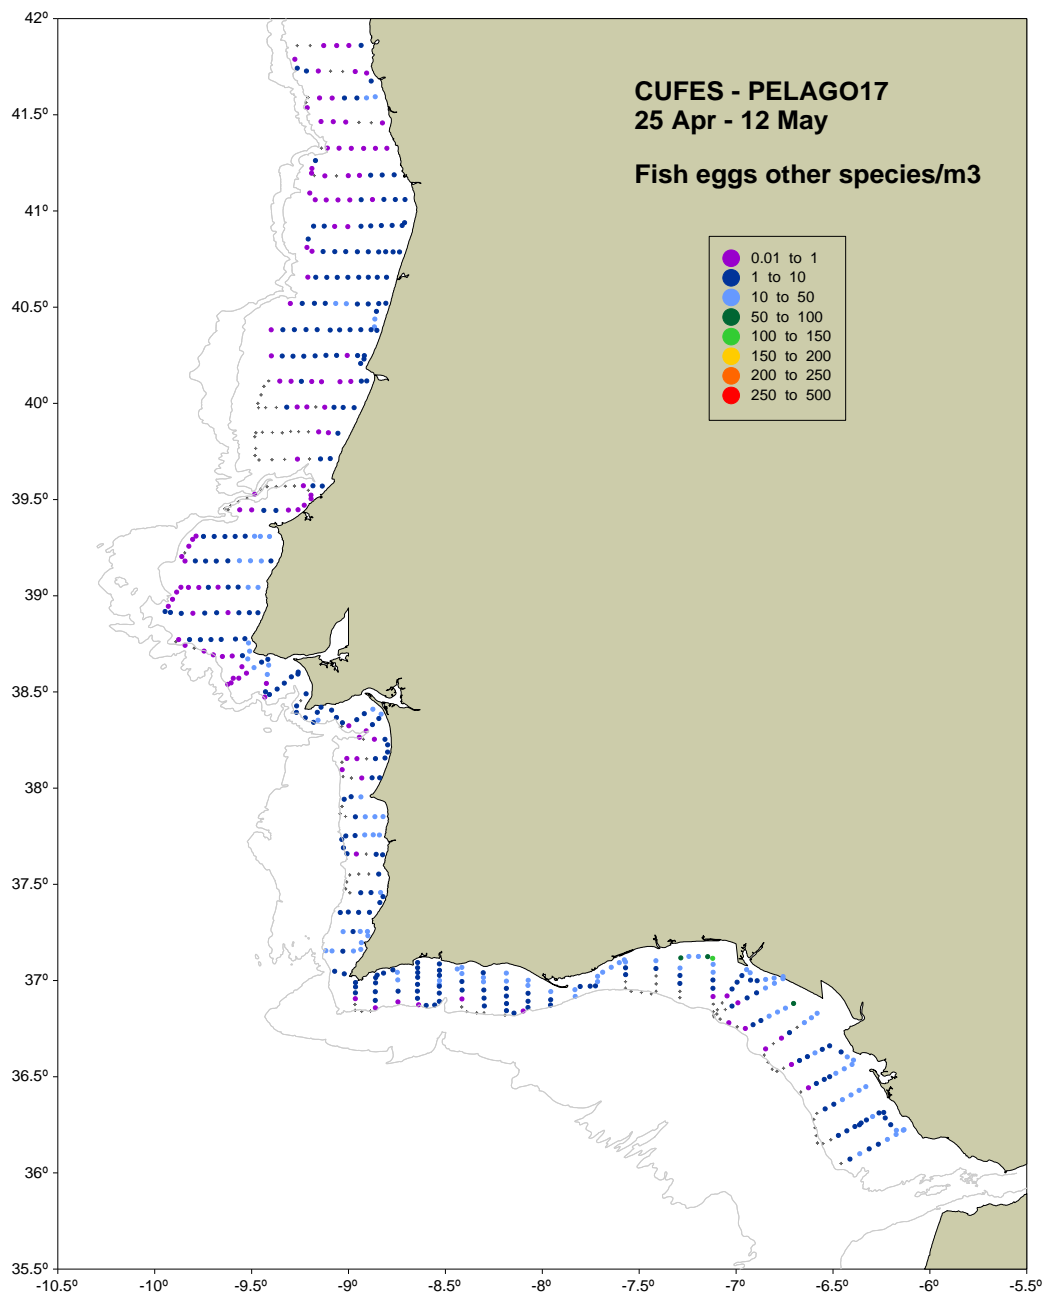 CUFES - PELAGO17
25 Apr - 12 May
Fish eggs other species/m3
0.01 to 1
1 to 10
10 to 50
50 to 100
100 to 150
150 to 200
200 to 250
250 to 500
42º
41.5º
41º
40.5º
40º
39.5º
39º
38.5º
38º
37.5º
37º
36.5º
36º
35.5º
-10.5º -10º -9.5º -9º -8.5º -8º -7.5º -7º -6.5º -6º -5.5º